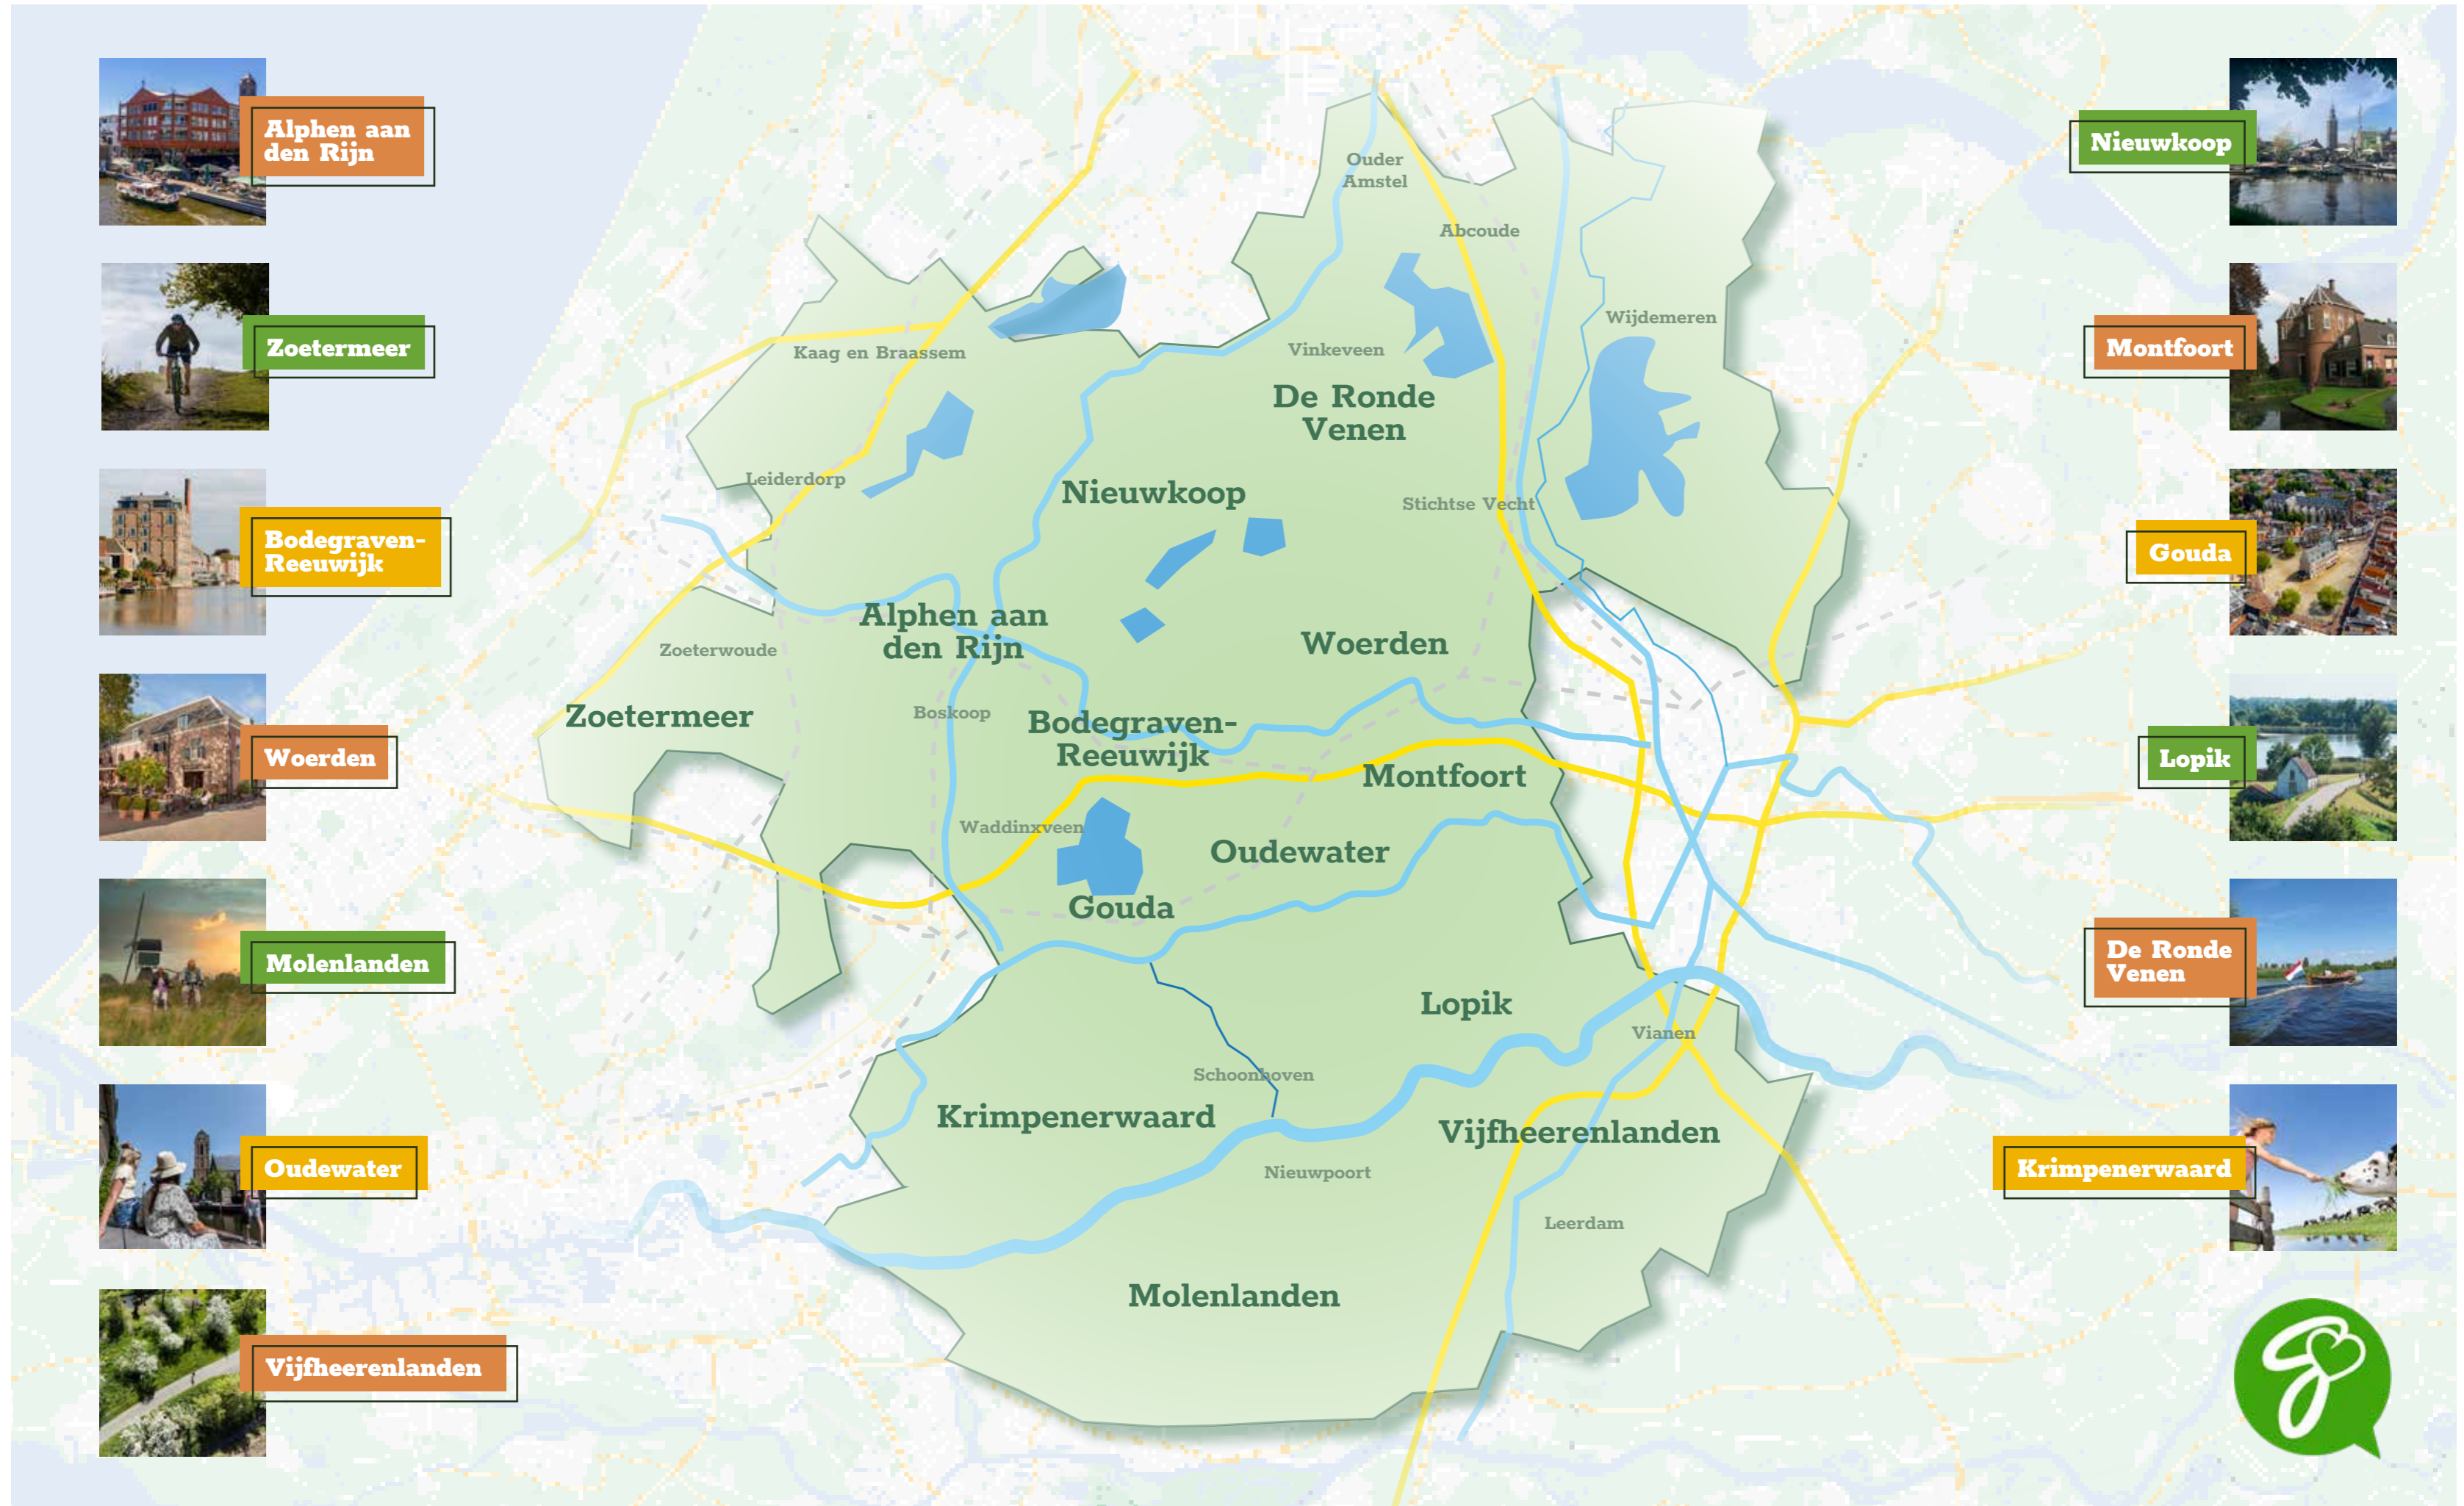 Alphen aan
den Rijn
Zoetermeer
Bodegraven-
Reeuwijk
Woerden
Molenlanden
Oudewater
Vijfheerenlanden
Ouder
Amstel
Abcoude
Wijdemeren
Kaag en Braassem
Vinkeveen
De Ronde
Venen
Leiderdorp
Nieuwkoop
Stichtse Vecht
Alphen aan
den Rijn
Woerden
Zoeterwoude
Zoetermeer
Boskoop
Bodegraven-
Reeuwijk
Montfoort
Waddinxveen
Oudewater
Gouda
Lopik
Vianen
Schoonhoven
Krimpenerwaard
Vijfheerenlanden
Nieuwpoort
Leerdam
Molenlanden
Nieuwkoop
Montfoort
Gouda
Lopik
De Ronde
Venen
Krimpenerwaard